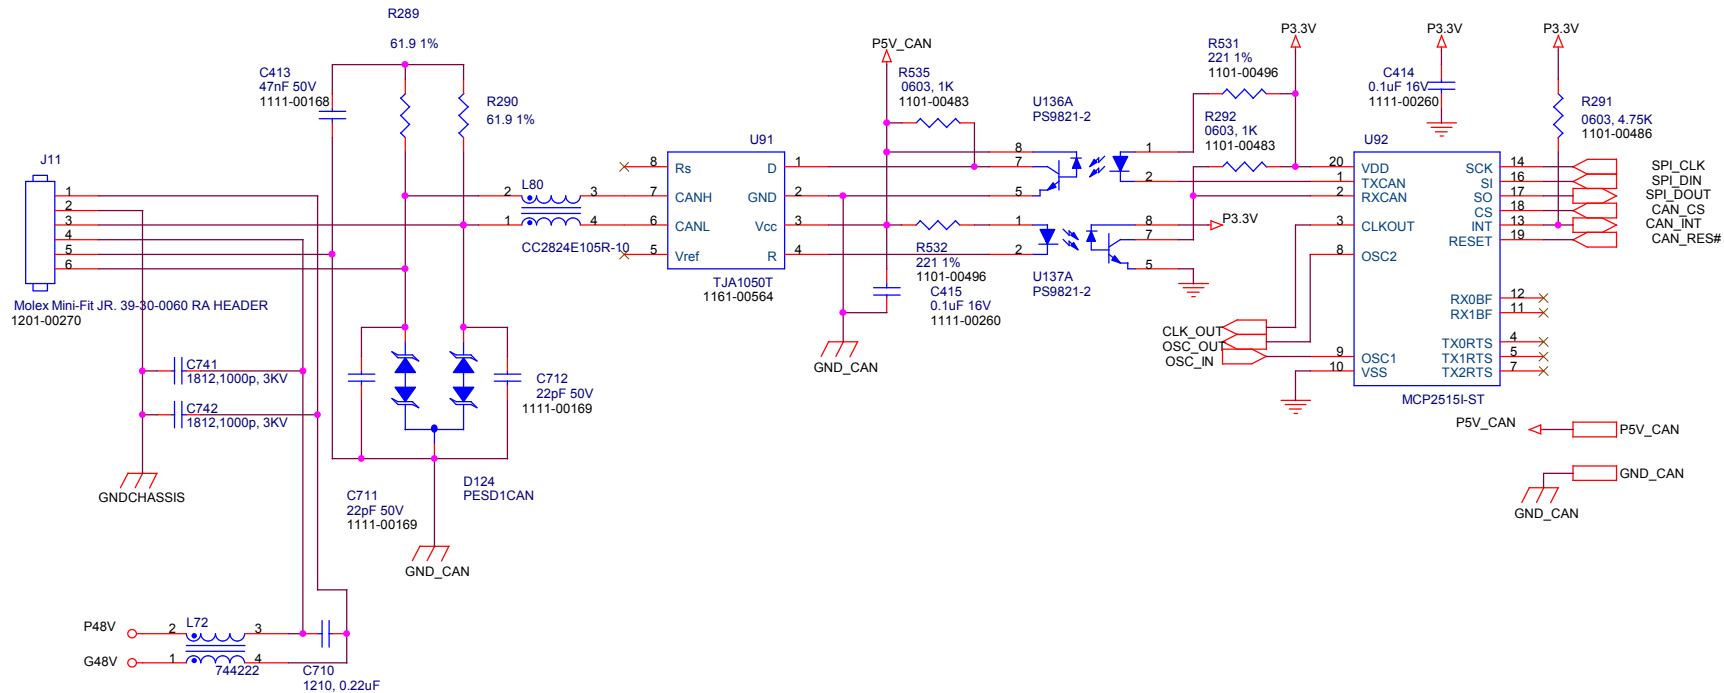 R289
61.9 1%
C413
47nF 50V
1111-00168
R290
61.9 1%
J11
1
2
3
4
5
6
Molex Mini-Fit JR. 39-30-0060 RA HEADER
1201-00270
C741
1812,1000p, 3KV
C742
1812,1000p, 3KV
GNDCHASSIS
C711
22pF 50V
1111-00169
C712
22pF 50V
1111-00169
D124
PESD1CAN
GND_CAN
P48V
G48V
2
L72
3
1
4
744222
C710
1210, 0.22uF
2
L80
3
1
4
CC2824E105R-10
U91
8
Rs
D
1
7
CANH
GND
2
6
CANL
Vcc
3
5
Vref
R
4
TJA1050T
1161-00564
P5V_CAN
R535
0603, 1K
1101-00483
R532
221 1%
1101-00496
C415
0.1uF 16V
1111-00260
GND_CAN
U136A
PS9821-2
8
7
5
1
2
1
2
8
7
5
P3.3V
U137A
PS9821-2
R531
221 1%
1101-00496
R292
0603, 1K
1101-00483
P3.3V
P3.3V
C414
0.1uF 16V
1111-00260
P3.3V
R291
0603, 4.75K
1101-00486
U92
20
VDD
SCK
14
SPI_CLK
1
TXCAN
SI
16
SPI_DIN
2
RXCAN
SO
17
SPI_DOUT
CS
18
CAN_CS
3
CLKOUT
INT
13
CAN_INT
RESET
19
CAN_RES#
8
OSC2
RX0BF
12
RX1BF
11
TX0RTS
4
9
OSC1
TX1RTS
5
10
VSS
TX2RTS
7
MCP2515I-ST
CLK_OUT
OSC_OUT
OSC_IN
P5V_CAN
P5V_CAN
GND_CAN
GND_CAN